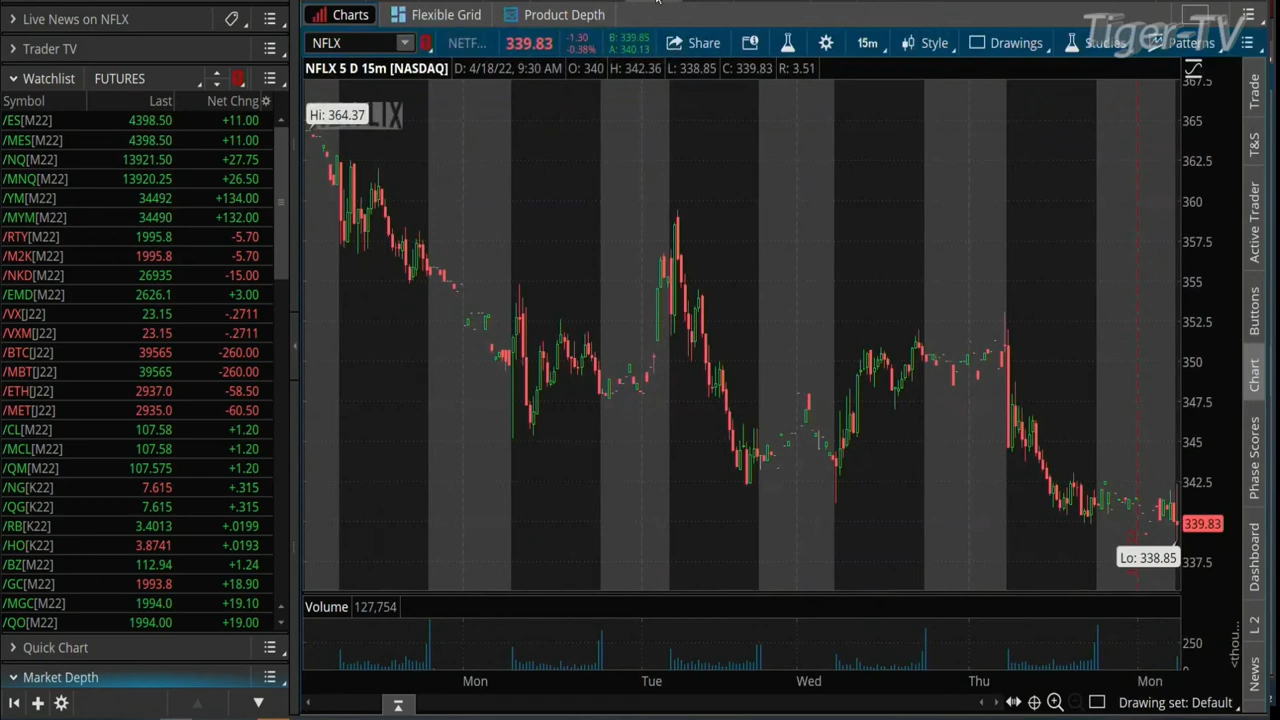 Live News on NFLX
Trader TV
Watchlist FUTURES
Symbol Last Net Chng
/ES[M22] 4398.50 +11.00
/MES[M22] 4398.50 +11.00
/NQ[M22] 13921.50 +27.75
/MNQ[M22] 13920.25 +26.50
/YM[M22] 34492 +134.00
/MYM[M22] 34490 +132.00
/RTY[M22] 1995.8 -5.70
/M2K[M22] 1995.8 -5.70
/NKD[M22] 26935 -15.00
/EMD[M22] 2626.1 +3.00
/VX[J22] 23.15 -.2711
/VXM[J22] 23.15 -.2711
/BTC[J22] 39565 -260.00
/MBT[J22] 39565 -260.00
/ETH[J22] 2937.0 -58.50
/MET[J22] 2935.0 -60.50
/CL[M22] 107.58 +1.20
/MCL[M22] 107.58 +1.20
/QM[M22] 107.575 +1.20
/NG[K22] 7.615 +.315
/QG[K22] 7.615 +.315
/RB[K22] 3.4013 +.0199
/HO[K22] 3.8741 +.0193
/BZ[M22] 112.94 +1.24
/GC[M22] 1993.8 +18.90
/MGC[M22] 1994.0 +19.10
/QO[M22] 1994.00 +19.00
Quick Chart
Market Depth
Charts Flexible Grid Product Depth
Tiger-TV
NFLX NETF... 339.83 -1.30 B: 339.85
-0.38% A: 340.13
Share 15m Style Drawings Studies Patterns
NFLX 5 D 15m [NASDAQ] D: 4/18/22, 9:30 AM O: 340 H: 342.36 L: 338.85 C: 339.83 R: 3.51
Hi: 364.37
367.5
365
362.5
360
357.5
355
352.5
350
347.5
345
342.5
339.83
Lo: 338.85
337.5
Volume 127,754
250
0
<thou...
Mon Tue Wed Thu Mon
Drawing set: Default
Trade
T&S
Active Trader
Buttons
Chart
Phase Scores
Dashboard
L 2
News